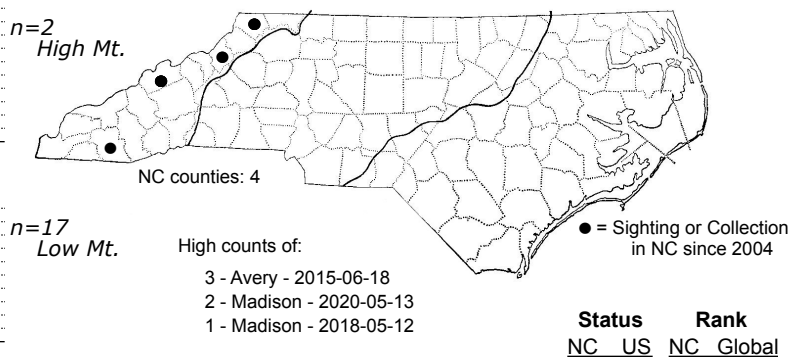 n=2
High Mt.
NC counties: 4
n=17
Low Mt.
High counts of:
3 - Avery - 2015-06-18
2 - Madison - 2020-05-13
1 - Madison - 2018-05-12
● = Sighting or Collection
in NC since 2004
Status Rank
NC US NC Global